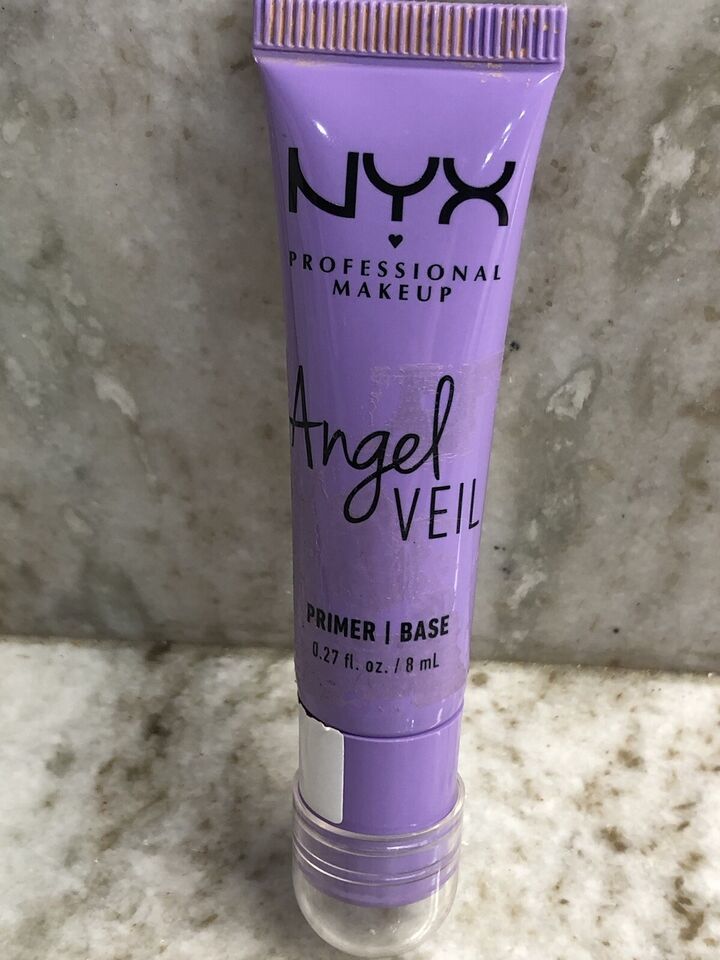 NYX
PROFESSIONAL
MAKEUP
Angel
VEIL
PRIMER | BASE
0.27 fl. oz. / 8 mL